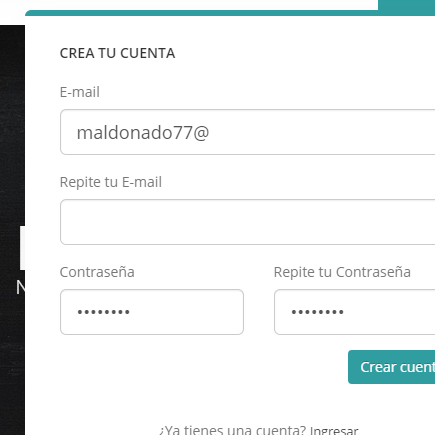 CREA TU CUENTA
E-mail
maldonado77@
Repite tu E-mail
Contraseña Repite tu Contraseña
•••••••• ••••••••
Crear cuent
¿Ya tienes una cuenta? Ingresar